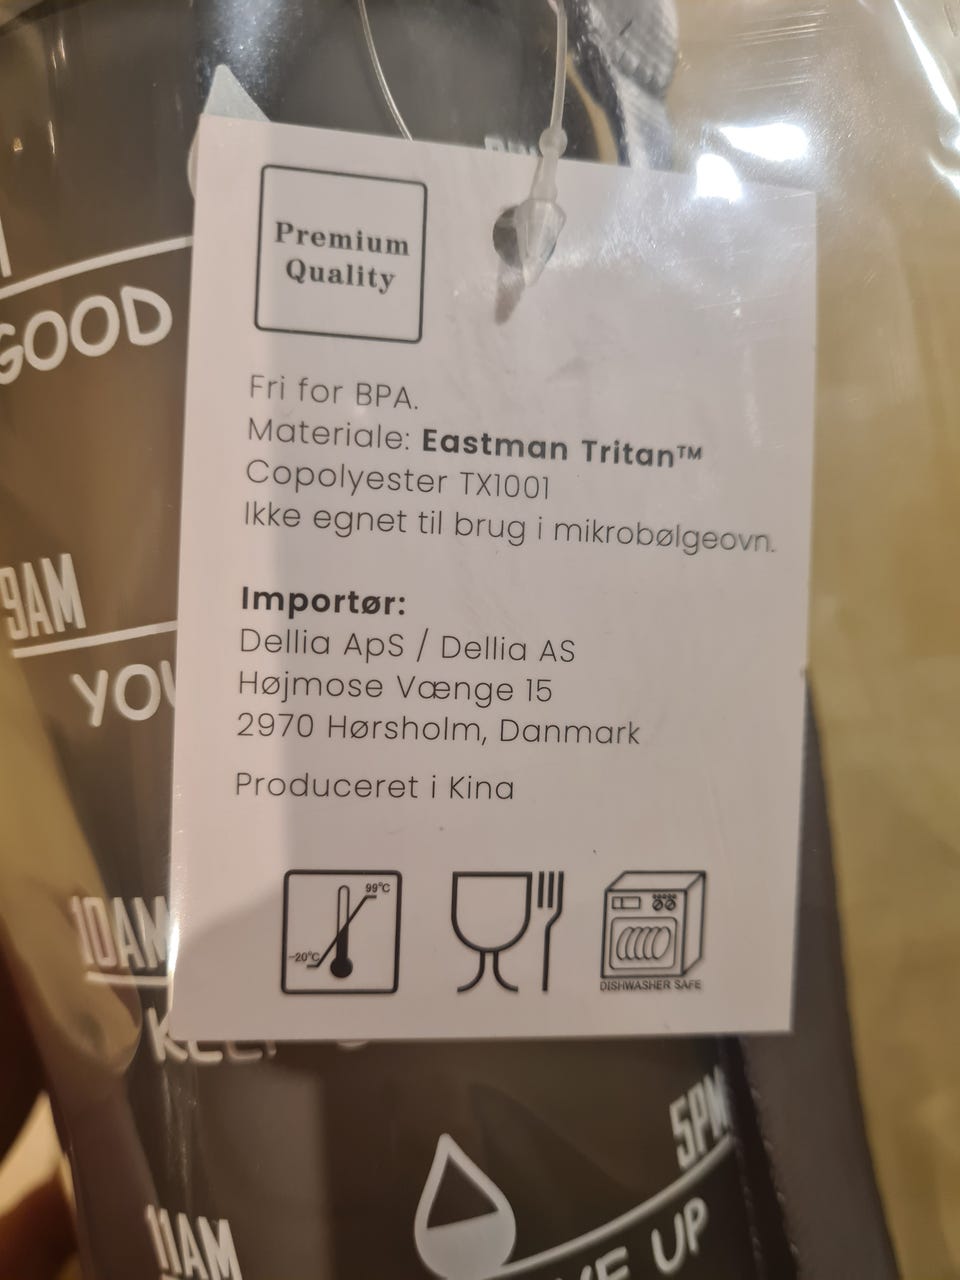 Premium
Quality
Fri for BPA.
Materiale: Eastman Tritan™
Copolyester TX1001
Ikke egnet til brug i mikrobølgeovn.
Importør:
Dellia ApS / Dellia AS
Højmose Vænge 15
2970 Hørsholm, Danmark
Produceret i Kina
99°C
-20°C
DISHWASHER SAFE
GOOD
9AM
10AM
11AM
5PM
UP